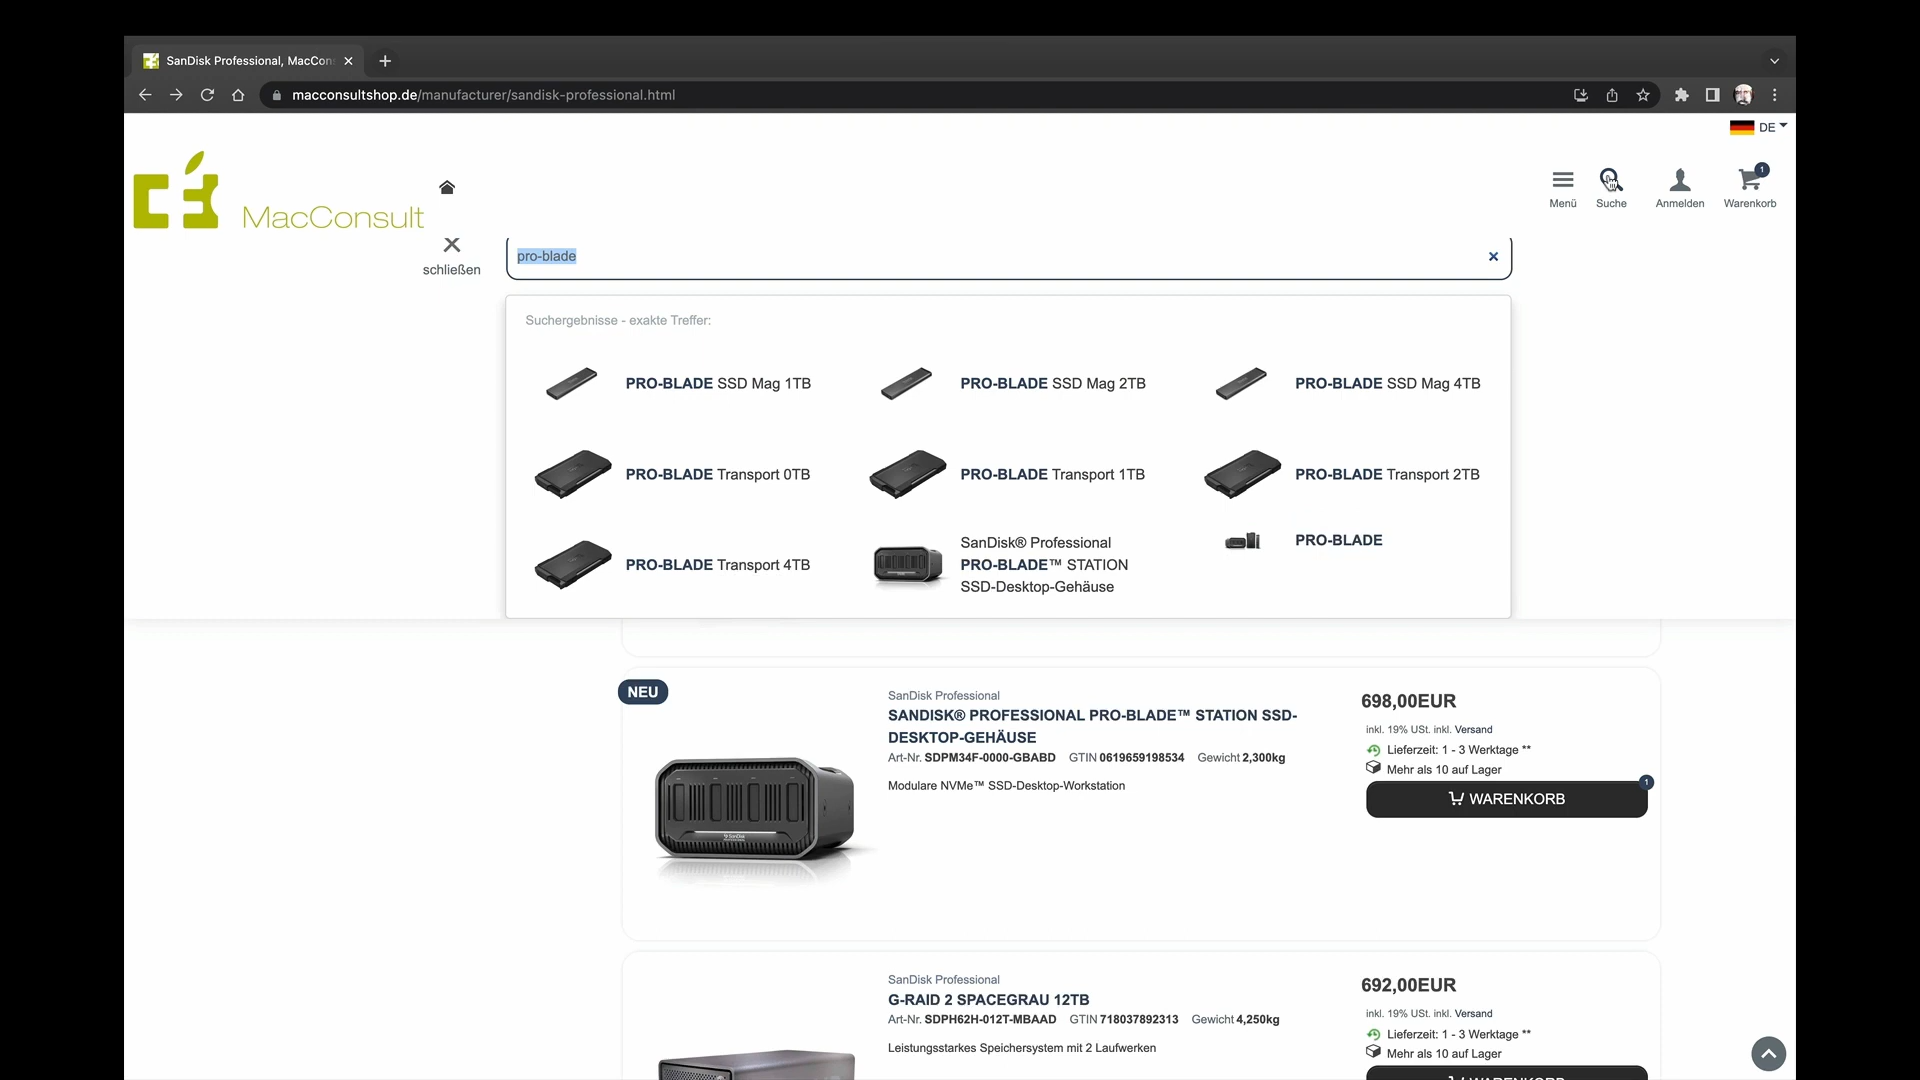 SanDisk Professional, MacCon
macconsultshop.de/manufacturer/sandisk-professional.html
DE
MacConsult
Menü
Suche
Anmelden
1
Warenkorb
schließen
pro-blade
Suchergebnisse - exakte Treffer:
PRO-BLADE SSD Mag 1TB
PRO-BLADE SSD Mag 2TB
PRO-BLADE SSD Mag 4TB
PRO-BLADE Transport 0TB
PRO-BLADE Transport 1TB
PRO-BLADE Transport 2TB
PRO-BLADE Transport 4TB
SanDisk® Professional
PRO-BLADE™ STATION
SSD-Desktop-Gehäuse
PRO-BLADE
NEU
SanDisk Professional
SANDISK® PROFESSIONAL PRO-BLADE™ STATION SSD-
DESKTOP-GEHÄUSE
Art-Nr. SDPM34F-0000-GBABD GTIN 0619659198534 Gewicht 2,300kg
Modulare NVMe™ SSD-Desktop-Workstation
698,00EUR
inkl. 19% USt. inkl. Versand
Lieferzeit: 1 - 3 Werktage **
Mehr als 10 auf Lager
1
WARENKORB
SanDisk
SanDisk Professional
G-RAID 2 SPACEGRAU 12TB
Art-Nr. SDPH62H-012T-MBAAD GTIN 718037892313 Gewicht 4,250kg
Leistungsstarkes Speichersystem mit 2 Laufwerken
692,00EUR
inkl. 19% USt. inkl. Versand
Lieferzeit: 1 - 3 Werktage **
Mehr als 10 auf Lager
WARENKORB